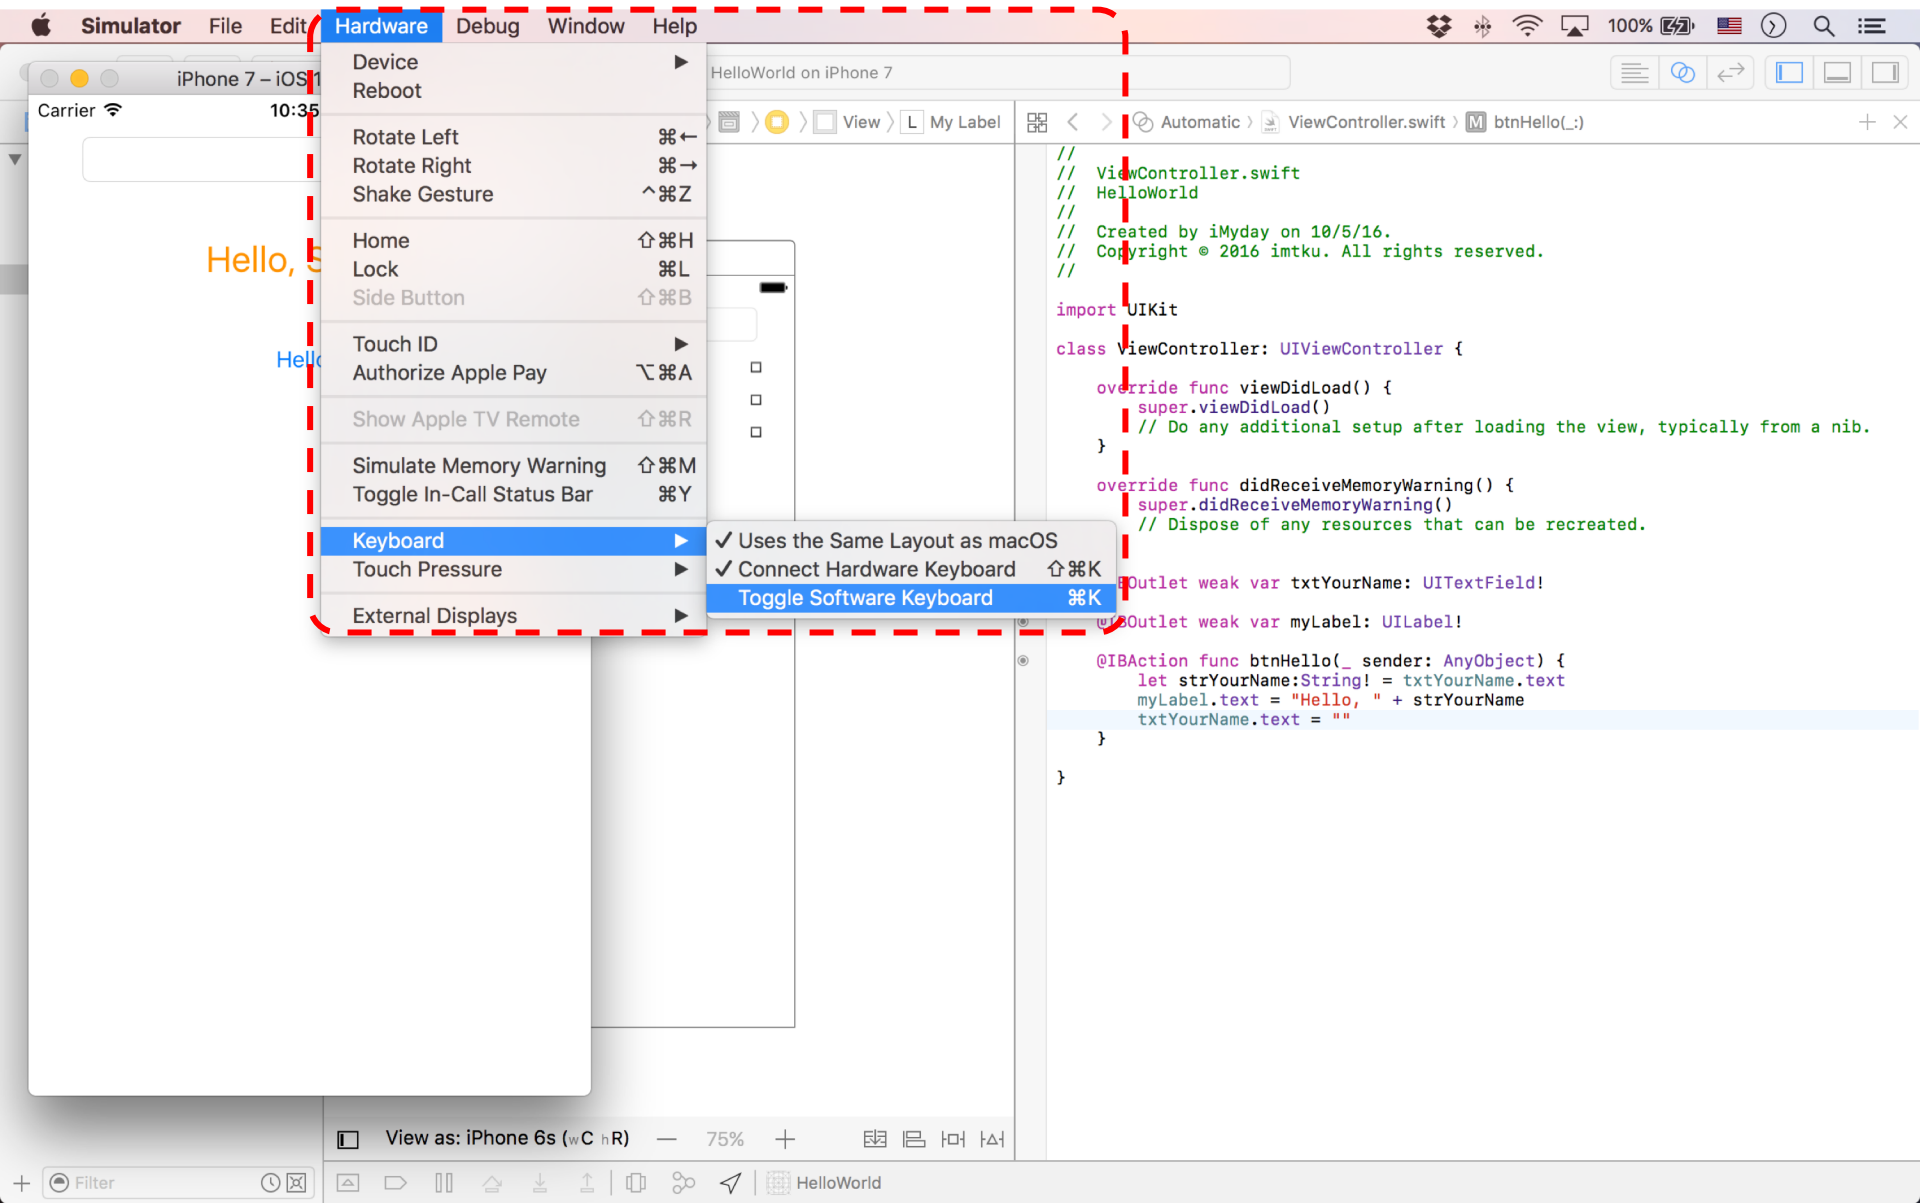 Simulator File Edit Hardware Debug Window Help 100%
iPhone 7 – iOS 1
HelloWorld on iPhone 7
Carrier 10:35
Hello, S
Hello
Device
Reboot
Rotate Left ⌘←
Rotate Right ⌘→
Shake Gesture ^⌘Z
Home ⇧⌘H
Lock ⌘L
Side Button ⇧⌘B
Touch ID
Authorize Apple Pay ⌥⌘A
Show Apple TV Remote ⇧⌘R
Simulate Memory Warning ⇧⌘M
Toggle In-Call Status Bar ⌘Y
Keyboard
Touch Pressure
External Displays
✓ Uses the Same Layout as macOS
✓ Connect Hardware Keyboard ⇧⌘K
Toggle Software Keyboard ⌘K
View L My Label
Automatic ViewController.swift M btnHello(_:)
//
// ViewController.swift
// HelloWorld
//
// Created by iMyday on 10/5/16.
// Copyright © 2016 imtku. All rights reserved.
//
import UIKit
class ViewController: UIViewController {
override func viewDidLoad() {
super.viewDidLoad()
// Do any additional setup after loading the view, typically from a nib.
}
override func didReceiveMemoryWarning() {
super.didReceiveMemoryWarning()
// Dispose of any resources that can be recreated.
Outlet weak var txtYourName: UITextField!
@IBOutlet weak var myLabel: UILabel!
@IBAction func btnHello(_ sender: AnyObject) {
let strYourName:String! = txtYourName.text
myLabel.text = "Hello, " + strYourName
txtYourName.text = ""
}
}
View as: iPhone 6s (wC hR) — 75% +
Filter
HelloWorld